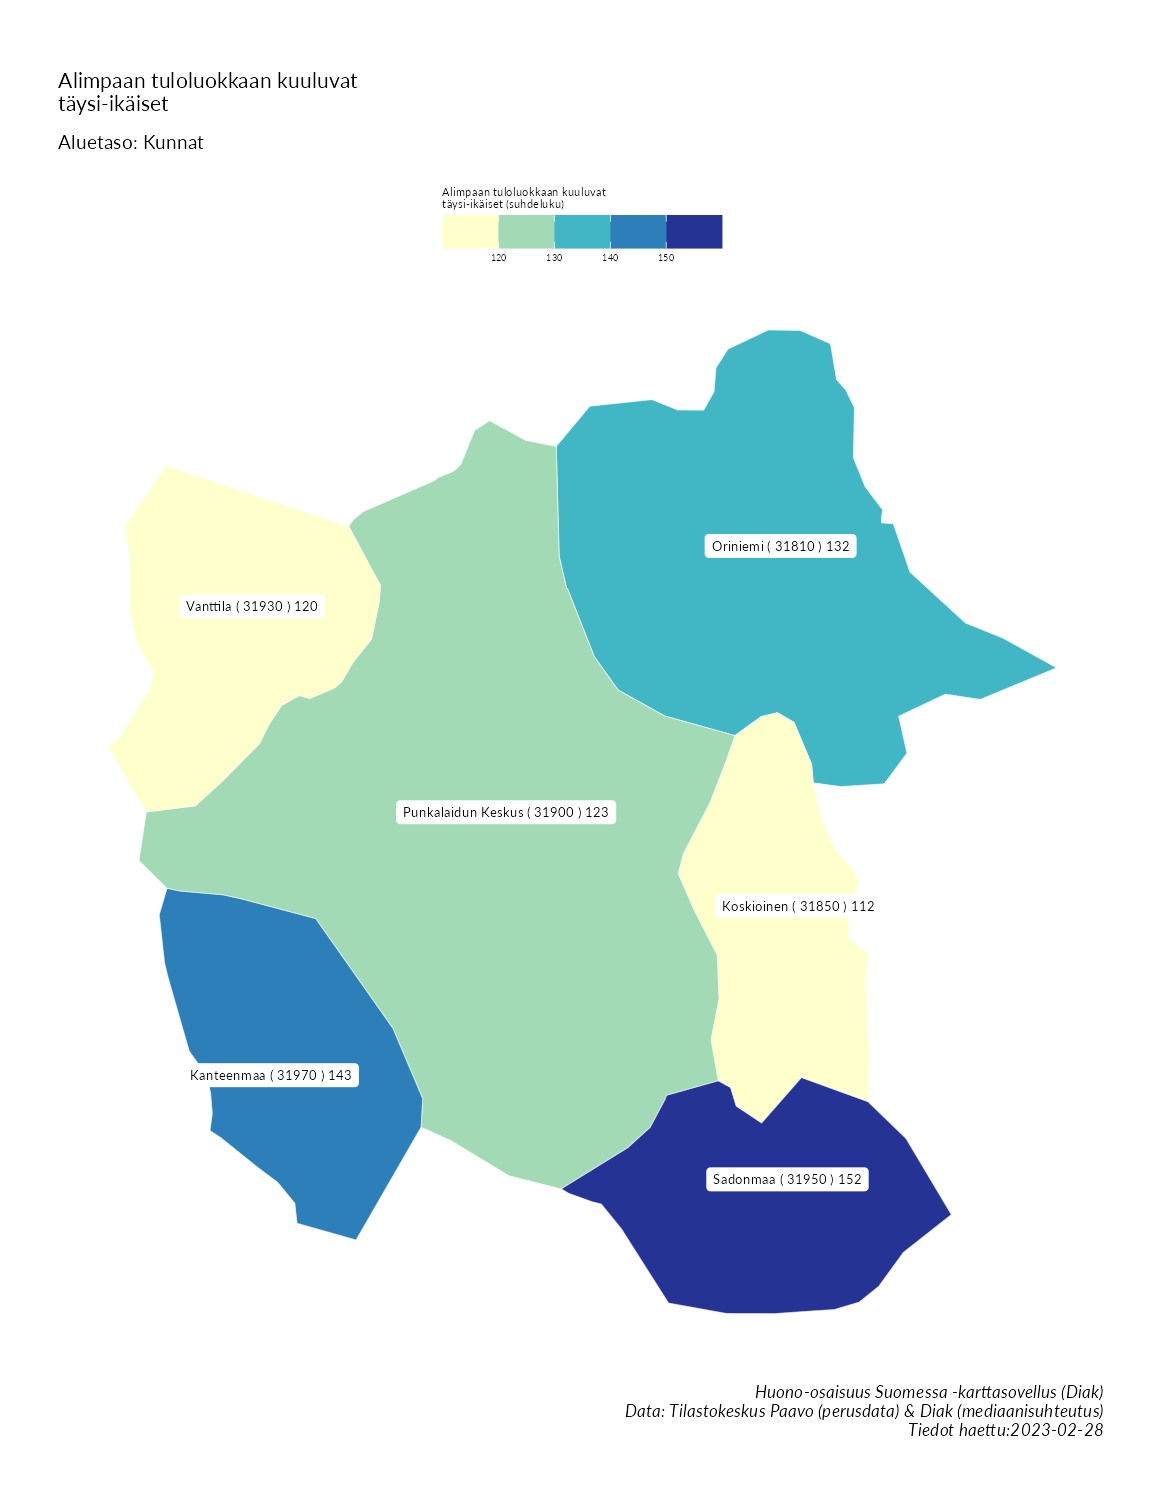 Alimpaan tuloluokkaan kuuluvat
täysi-ikäiset
Aluetaso: Kunnat
Alimpaan tuloluokkaan kuuluvat
täysi-ikäiset (suhdeluku)
120 130 140 150
Oriniemi ( 31810 ) 132
Vanttila ( 31930 ) 120
Punkalaidun Keskus ( 31900 ) 123
Koskioinen ( 31850 ) 112
Kanteenmaa ( 31970 ) 143
Sadonmaa ( 31950 ) 152
Huono-osaisuus Suomessa -karttasovellus (Diak)
Data: Tilastokeskus Paavo (perusdata) & Diak (mediaanisuhteutus)
Tiedot haettu:2023-02-28